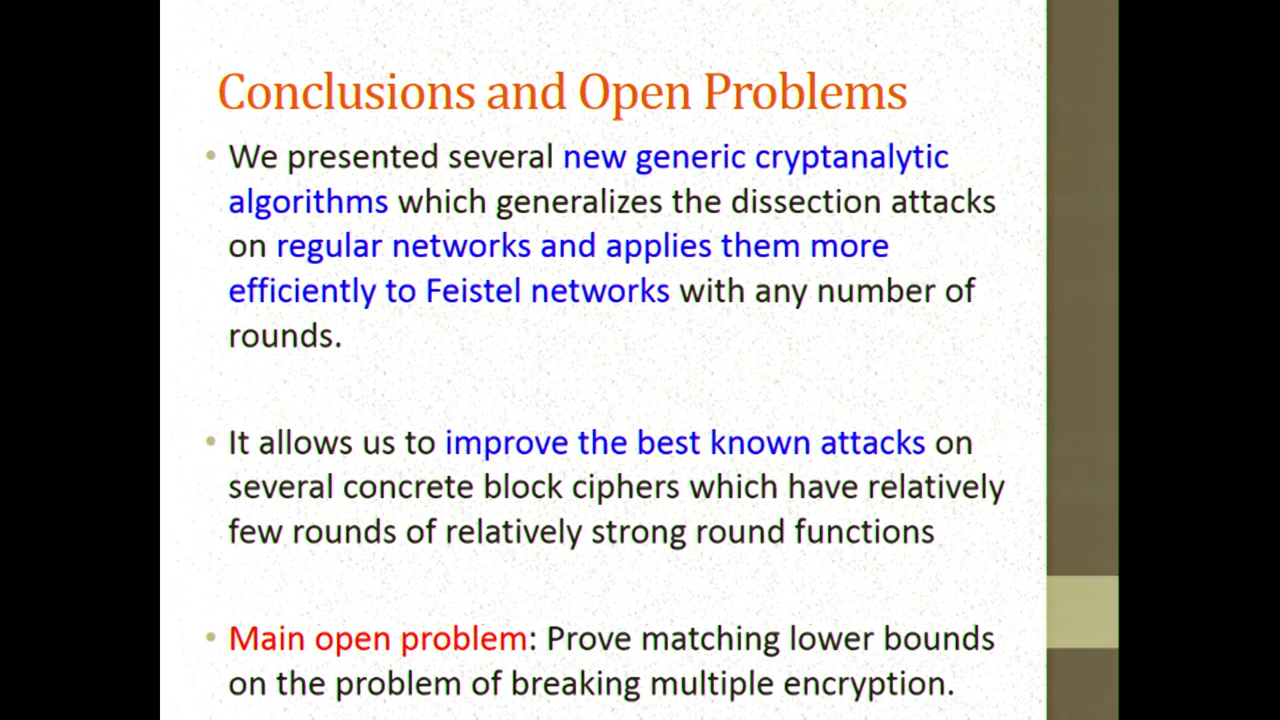 Conclusions and Open Problems
• We presented several new generic cryptanalytic
algorithms which generalizes the dissection attacks
on regular networks and applies them more
efficiently to Feistel networks with any number of
rounds.
• It allows us to improve the best known attacks on
several concrete block ciphers which have relatively
few rounds of relatively strong round functions
• Main open problem: Prove matching lower bounds
on the problem of breaking multiple encryption.